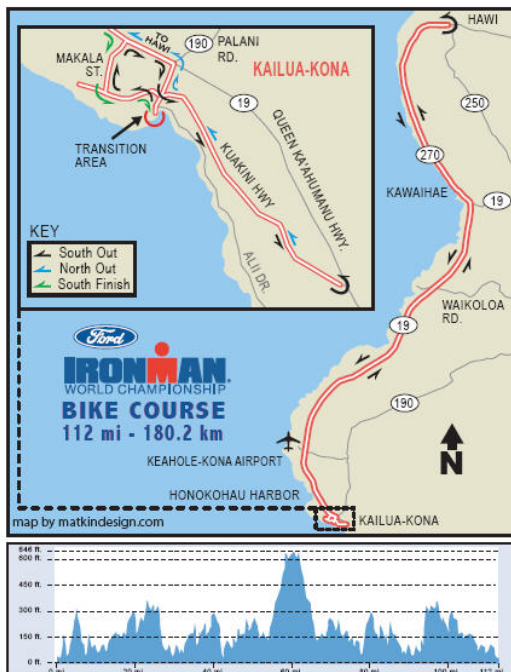 TO
HAWI
190
PALANI
RD.
MAKALA
ST.
KAILUA-KONA
19
TRANSITION
AREA
KUAKINI HWY
QUEEN KA'AHUMANU HWY.
ALII DR.
KEY
South Out
North Out
South Finish
HAWI
250
270
KAWAIHAE
19
WAIKOLOA
RD.
19
190
Ford
IRONMAN
WORLD CHAMPIONSHIP
BIKE COURSE
112 mi - 180.2 km
KEAHOLE-KONA AIRPORT
N
HONOKOHAU HARBOR
KAILUA-KONA
map by matkindesign.com
646 ft.
600 ft.
450 ft.
300 ft.
150 ft.
0 ft.